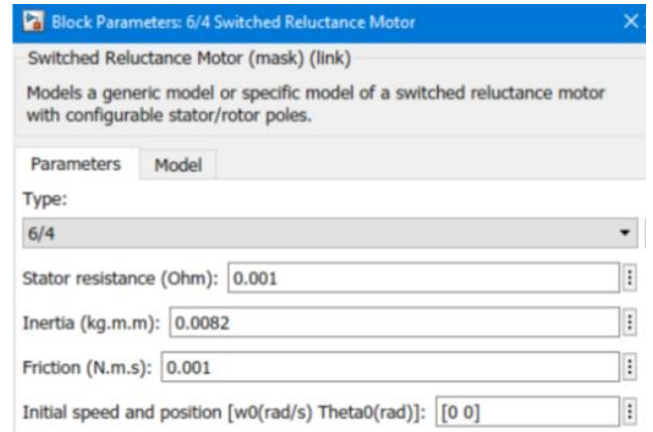 Block Parameters: 6/4 Switched Reluctance Motor
Switched Reluctance Motor (mask) (link)
Models a generic model or specific model of a switched reluctance motor
with configurable stator/rotor poles.
Parameters Model
Type:
6/4
Stator resistance (Ohm): 0.001
Inertia (kg.m.m): 0.0082
Friction (N.m.s): 0.001
Initial speed and position [w0(rad/s) Theta0(rad)]: [0 0]